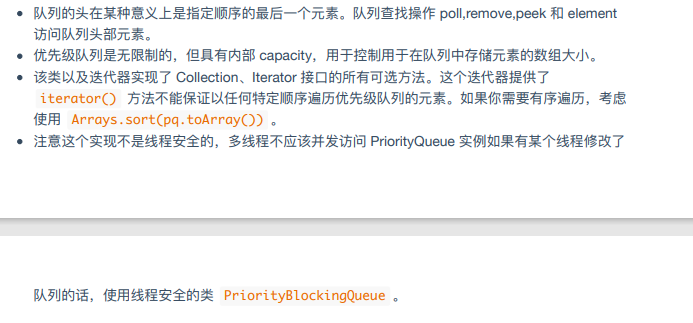 队列的头在某种意义上是指定顺序的最后一个元素。队列查找操作 poll,remove,peek 和 element
访问队列头部元素。
优先级队列是无限制的，但具有内部 capacity，用于控制用于在队列中存储元素的数组大小。
该类以及迭代器实现了 Collection、Iterator 接口的所有可选方法。这个迭代器提供了
iterator() 方法不能保证以任何特定顺序遍历优先级队列的元素。如果你需要有序遍历，考虑
使用 Arrays.sort(pq.toArray()) 。
注意这个实现不是线程安全的，多线程不应该并发访问 PriorityQueue 实例如果有某个线程修改了
队列的话，使用线程安全的类 PriorityBlockingQueue 。